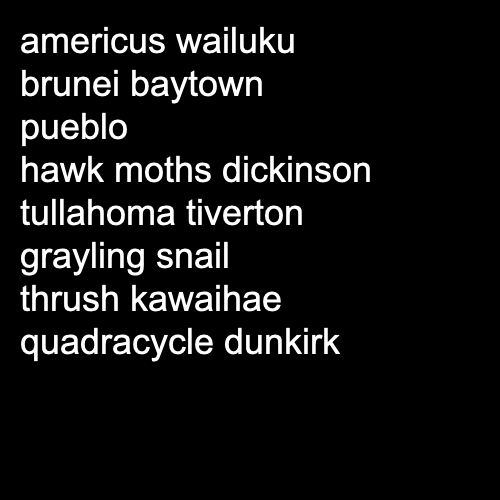 americus wailuku
brunei baytown
pueblo
hawk moths dickinson
tullahoma tiverton
grayling snail
thrush kawaihae
quadracycle dunkirk